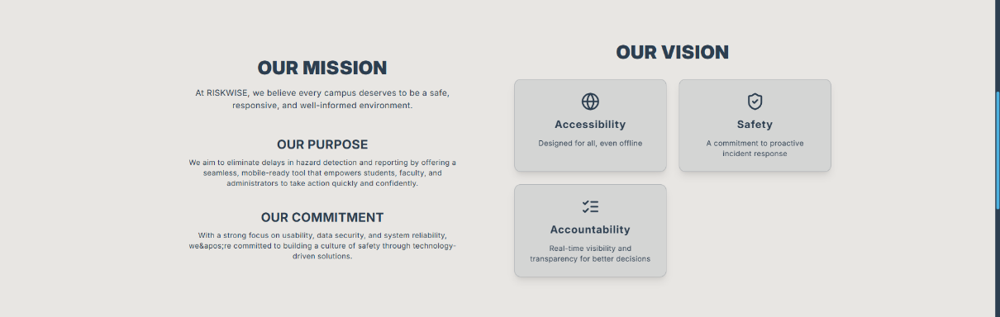 OUR MISSION
At RISKWISE, we believe every campus deserves to be a safe,
responsive, and well-informed environment.
OUR PURPOSE
We aim to eliminate delays in hazard detection and reporting by offering a
seamless, mobile-ready tool that empowers students, faculty, and
administrators to take action quickly and confidently.
OUR COMMITMENT
With a strong focus on usability, data security, and system reliability,
we&apos;re committed to building a culture of safety through technology-
driven solutions.
OUR VISION
Accessibility
Designed for all, even offline
Safety
A commitment to proactive
incident response
Accountability
Real-time visibility and
transparency for better decisions